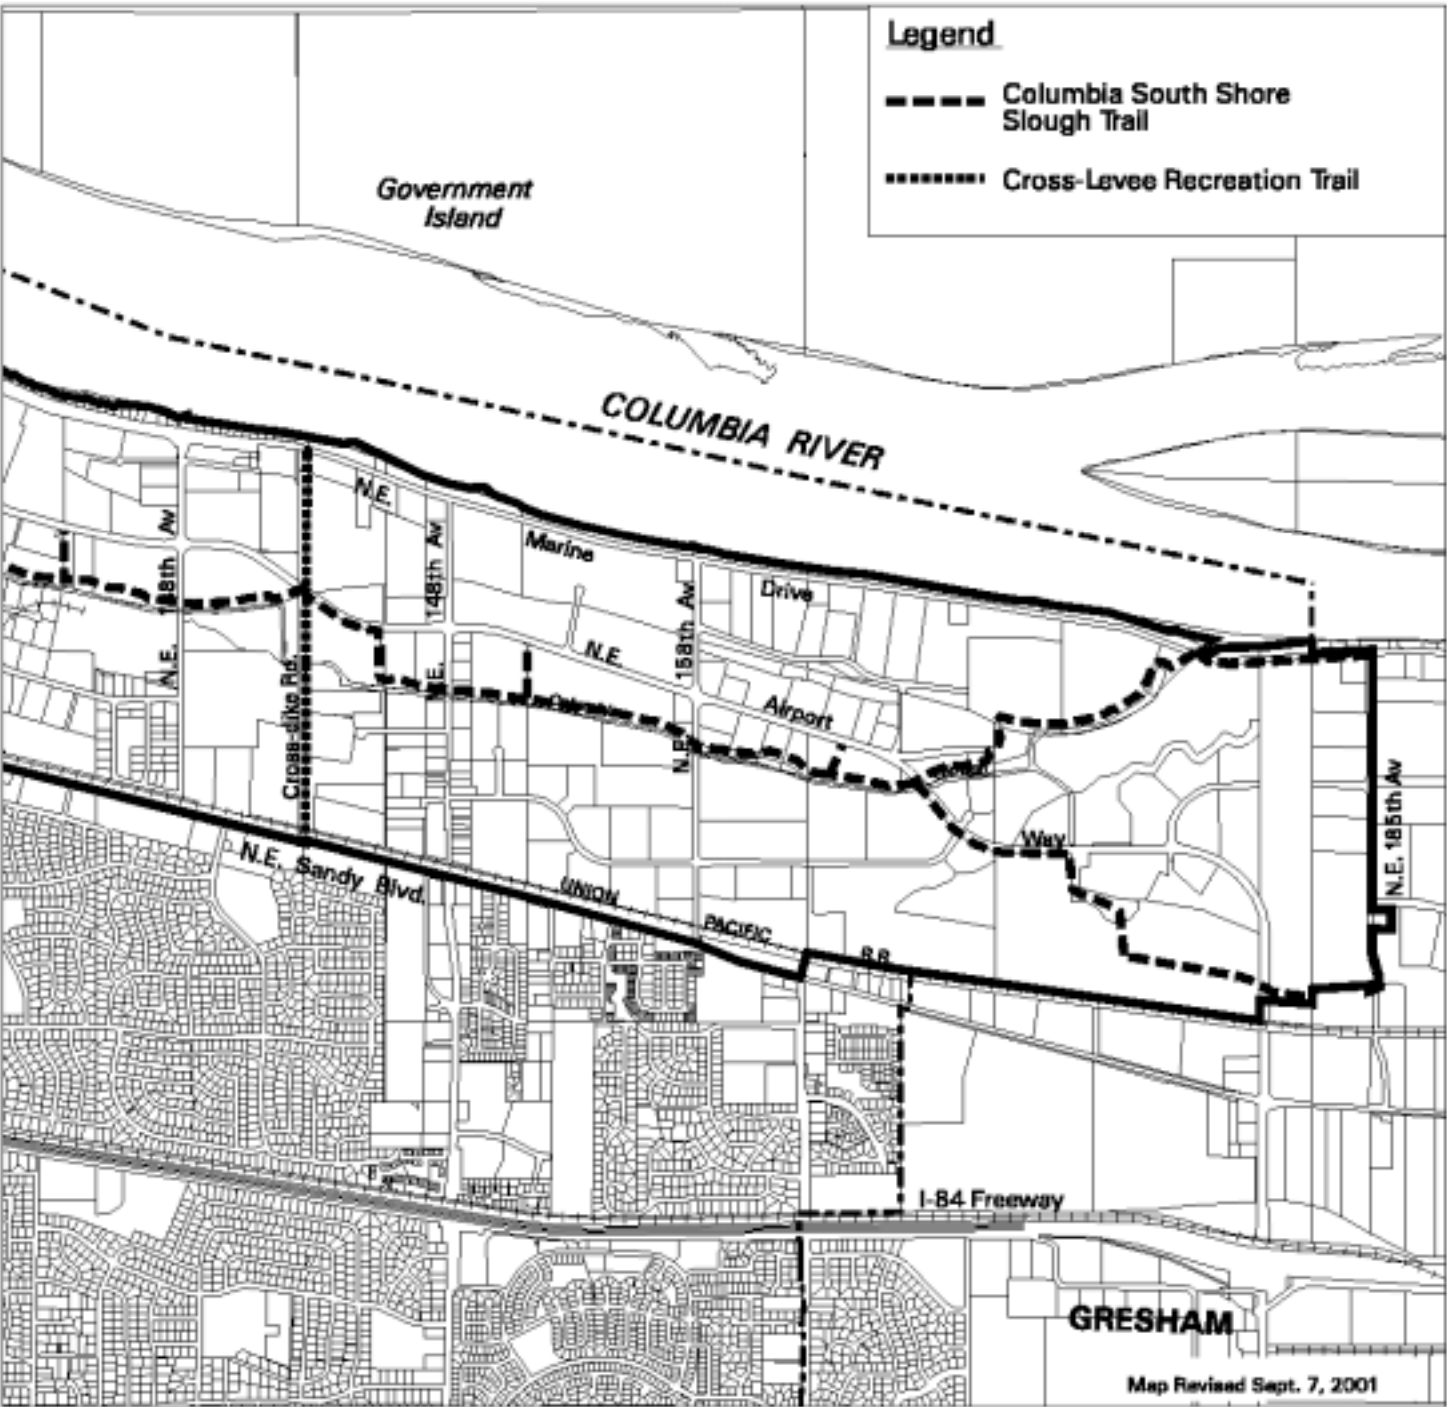 Legend
Columbia South Shore
Slough Trail
Cross-Levee Recreation Trail
Government
Island
COLUMBIA RIVER
N.E.
Marine
Drive
N.E. 138th Av
N.E. 148th Av
N.E. 158th Av
N.E.
Airport
Way
Cross-dike Rd.
N.E. 185th Av
N.E. Sandy Blvd.
UNION
PACIFIC
R.R.
I-84 Freeway
GRESHAM
Map Revised Sept. 7, 2001